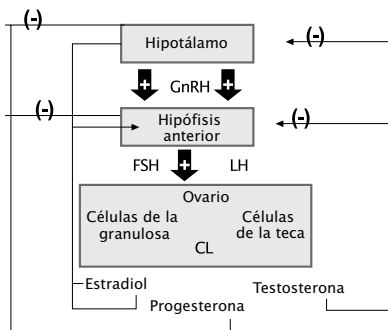 (-)
Hipotálamo
(-)
+ GnRH +
(-)
Hipófisis
anterior
(-)
FSH + LH
Ovario
Células de la
granulosa
Células
de la teca
CL
Estradiol
Testosterona
Progesterona